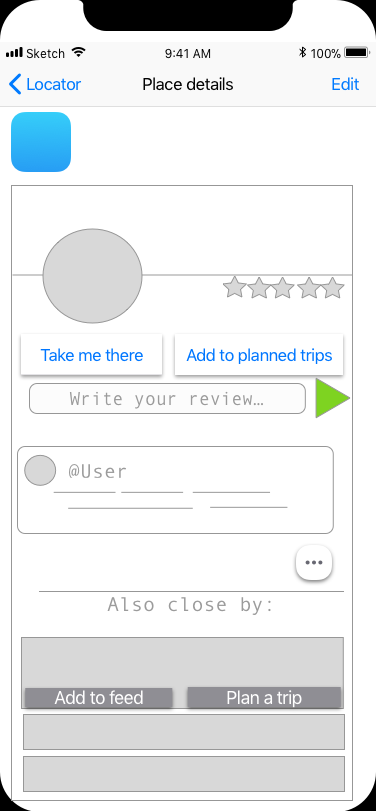 Sketch 9:41 AM 100%
Locator Place details Edit
Take me there Add to planned trips
Write your review…
@User
Also close by:
Add to feed Plan a trip